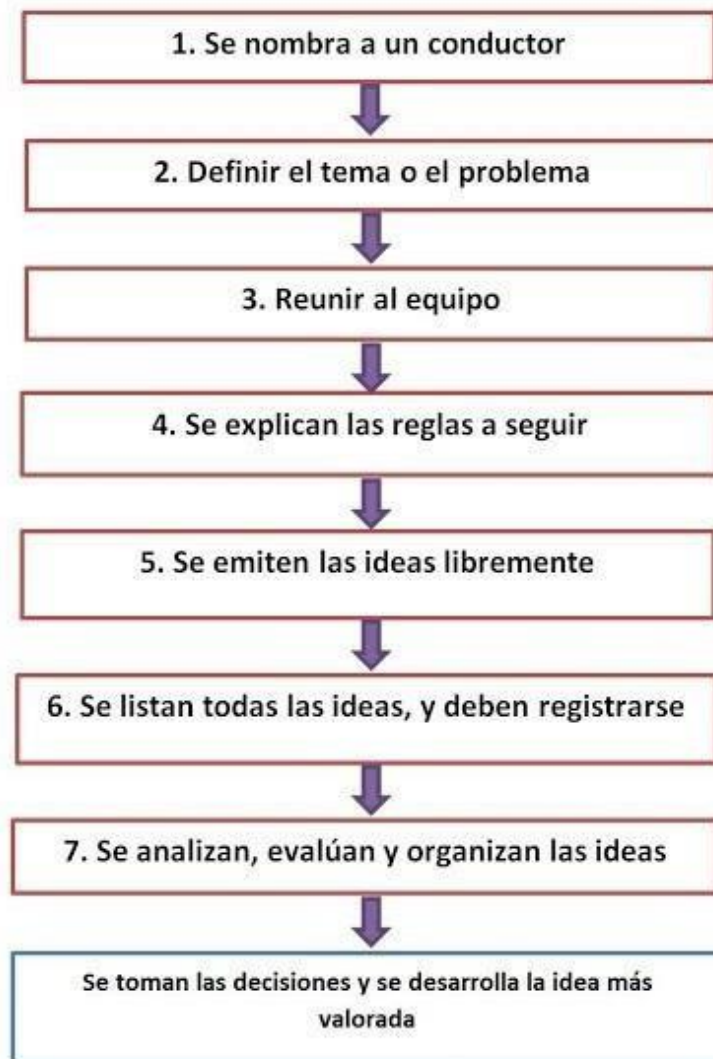 1. Se nombra a un conductor
2. Definir el tema o el problema
3. Reunir al equipo
4. Se explican las reglas a seguir
5. Se emiten las ideas libremente
6. Se listan todas las ideas, y deben registrarse
7. Se analizan, evalúan y organizan las ideas
Se toman las decisiones y se desarrolla la idea más
valorada